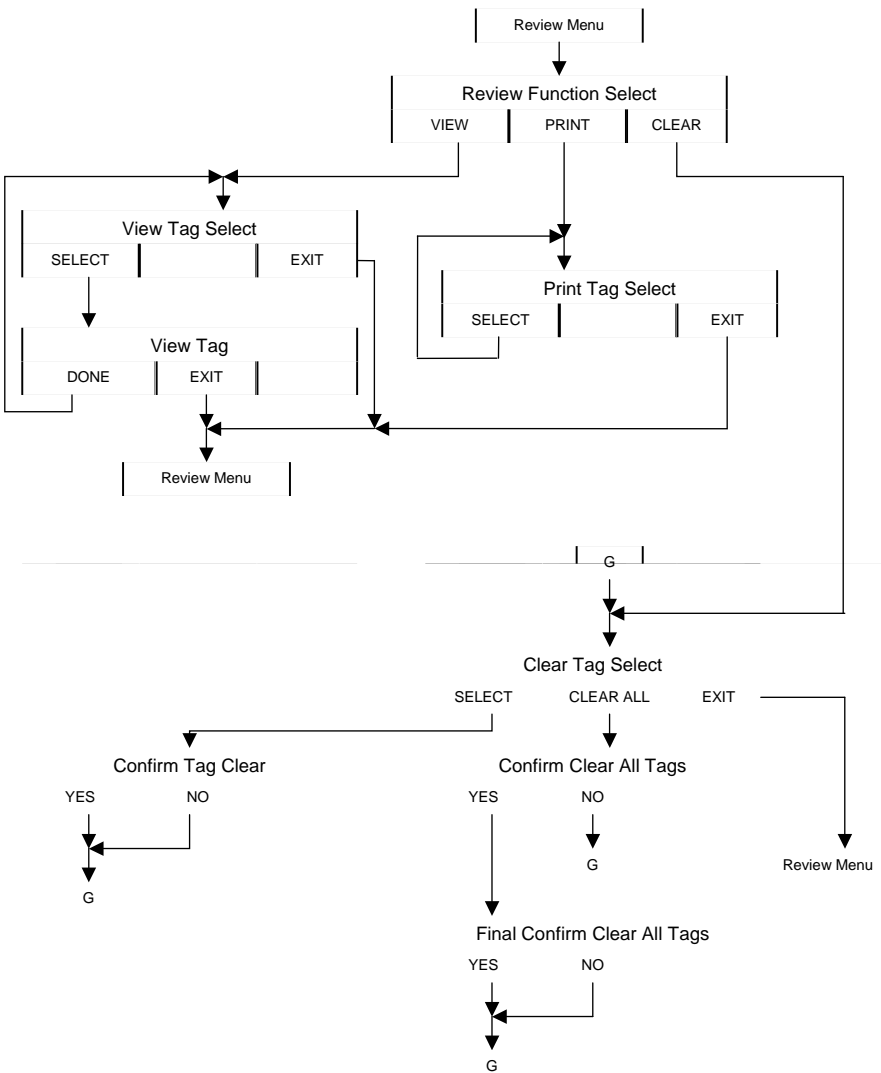 Review Menu
Review Function Select
VIEW PRINT CLEAR
View Tag Select
SELECT EXIT
Print Tag Select
SELECT EXIT
View Tag
DONE EXIT
Review Menu
G
Clear Tag Select
SELECT CLEAR ALL EXIT
Confirm Tag Clear
YES NO
G
Confirm Clear All Tags
YES NO
G
Review Menu
Final Confirm Clear All Tags
YES NO
G